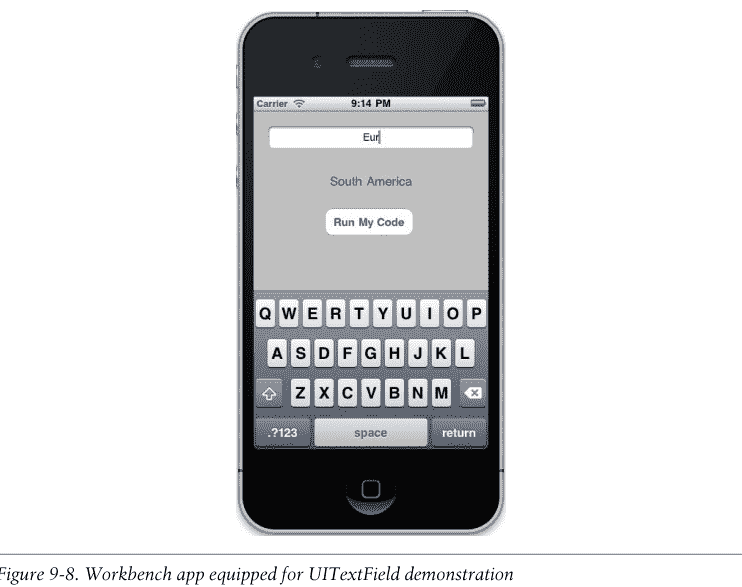 Carrier 9:14 PM
Eur
South America
Run My Code
Q W E R T Y U I O P
A S D F G H J K L
Z X C V B N M
.?123 space return
Figure 9-8. Workbench app equipped for UITextField demonstration